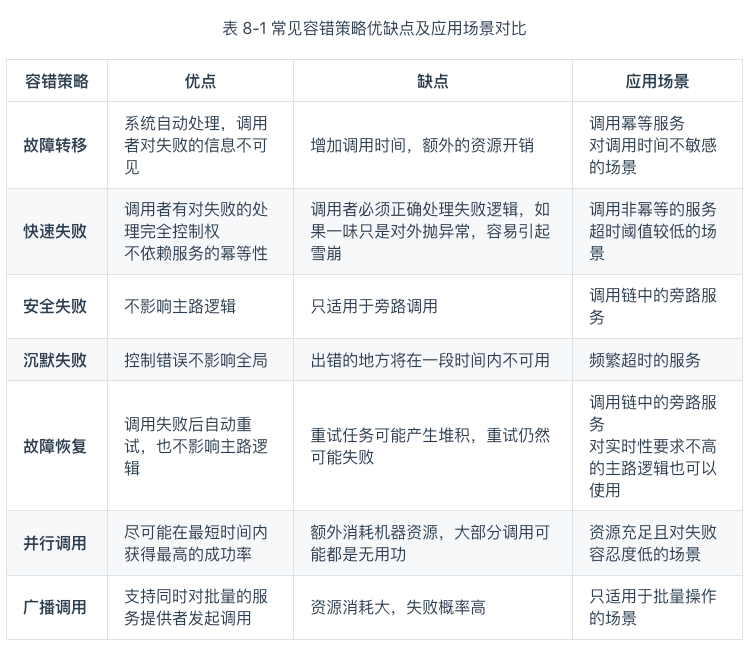 表 8-1 常见容错策略优缺点及应用场景对比
容错策略
优点
缺点
应用场景
故障转移
系统自动处理，调用
者对失败的信息不可
见
增加调用时间，额外的资源开销
调用幂等服务
对调用时间不敏感
的场景
快速失败
调用者有对失败的处
理完全控制权
不依赖服务的幂等性
调用者必须正确处理失败逻辑，如
果一味只是对外抛异常，容易引起
雪崩
调用非幂等的服务
超时阈值较低的场
景
安全失败
不影响主路逻辑
只适用于旁路调用
调用链中的旁路服
务
沉默失败
控制错误不影响全局
出错的地方将在一段时间内不可用
频繁超时的服务
故障恢复
调用失败后自动重
试，也不影响主路逻
辑
重试任务可能产生堆积，重试仍然
可能失败
调用链中的旁路服
务
对实时性要求不高
的主路逻辑也可以
使用
并行调用
尽可能在最短时间内
获得最高的成功率
额外消耗机器资源，大部分调用可
能都是无用功
资源充足且对失败
容忍度低的场景
广播调用
支持同时对批量的服
务提供者发起调用
资源消耗大，失败概率高
只适用于批量操作
的场景